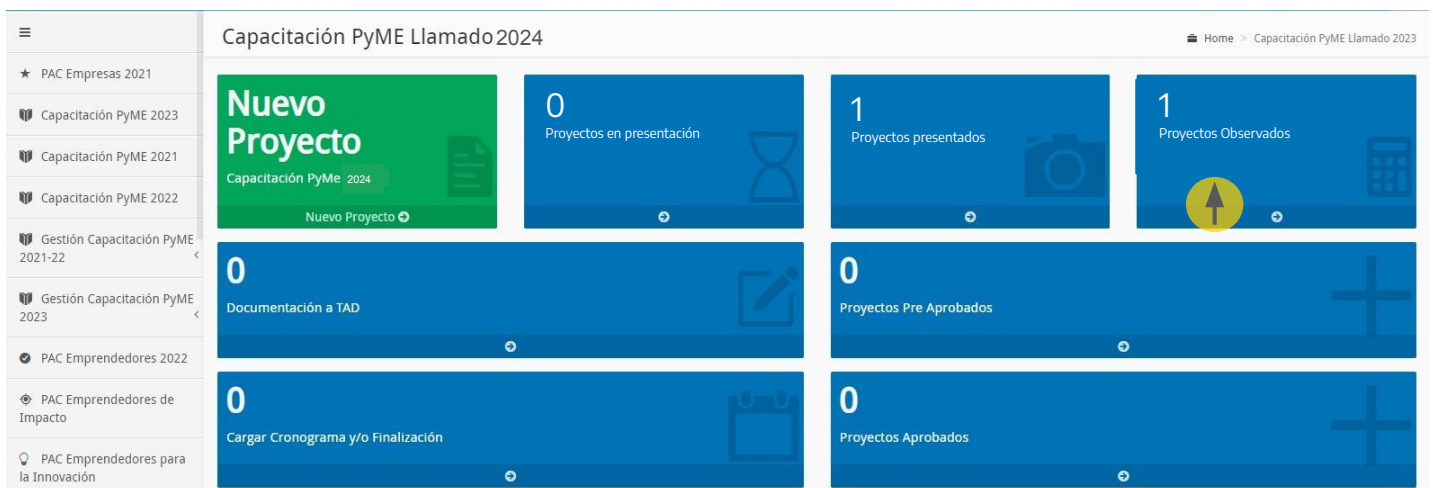 Capacitación PyME Llamado 2024
Home > Capacitación PyME Llamado 2023
PAC Empresas 2021
Capacitación PyME 2023
Capacitación PyME 2021
Capacitación PyME 2022
Gestión Capacitación PyME
2021-22
Gestión Capacitación PyME
2023
PAC Emprendedores 2022
PAC Emprendedores de
Impacto
PAC Emprendedores para
la Innovación
Nuevo
Proyecto
Capacitación PyMe 2024
Nuevo Proyecto
0
Proyectos en presentación
1
Proyectos presentados
1
Proyectos Observados
0
Documentación a TAD
0
Proyectos Pre Aprobados
0
Cargar Cronograma y/o Finalización
0
Proyectos Aprobados